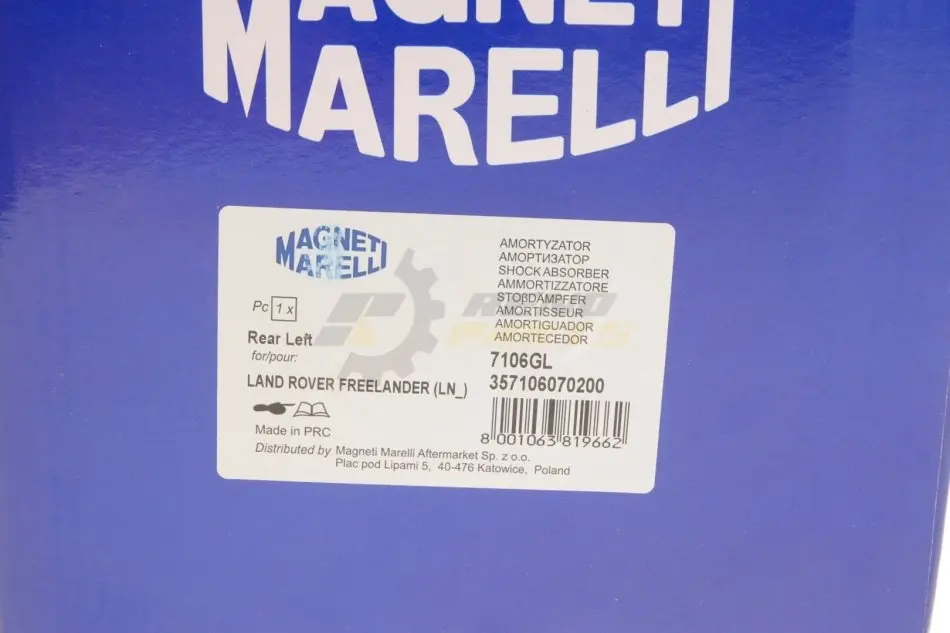 MAGNETI
MARELLI
MAGNETI
MARELLI
Pc 1 x
Rear Left
for/pour:
LAND ROVER FREELANDER (LN_)
Made in PRC
Distributed by Magneti Marelli Aftermarket Sp. z o.o.
Plac pod Lipami 5, 40-476 Katowice, Poland
AMORTYZATOR
АМОРТИЗАТОР
SHOCK ABSORBER
AMMORTIZZATORE
STOßDÄMPFER
AMORTISSEUR
AMORTIGUADOR
AMORTECEDOR
7106GL
357106070200
8 001063 819662